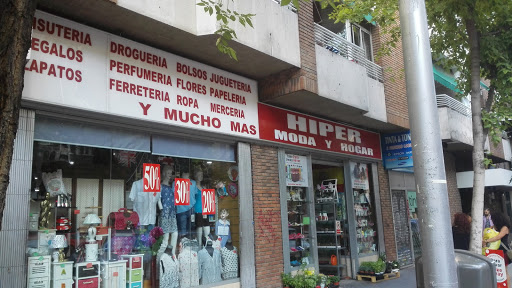 ISUTERIA
REGALOS
ZAPATOS
DROGUERIA BOLSOS JUGUETERIA
PERFUMERIA FLORES PAPELERIA
FERRETERIA ROPA MERCERIA
Y MUCHO MAS
HIPER
MODA Y HOGAR
50%
30%
20%